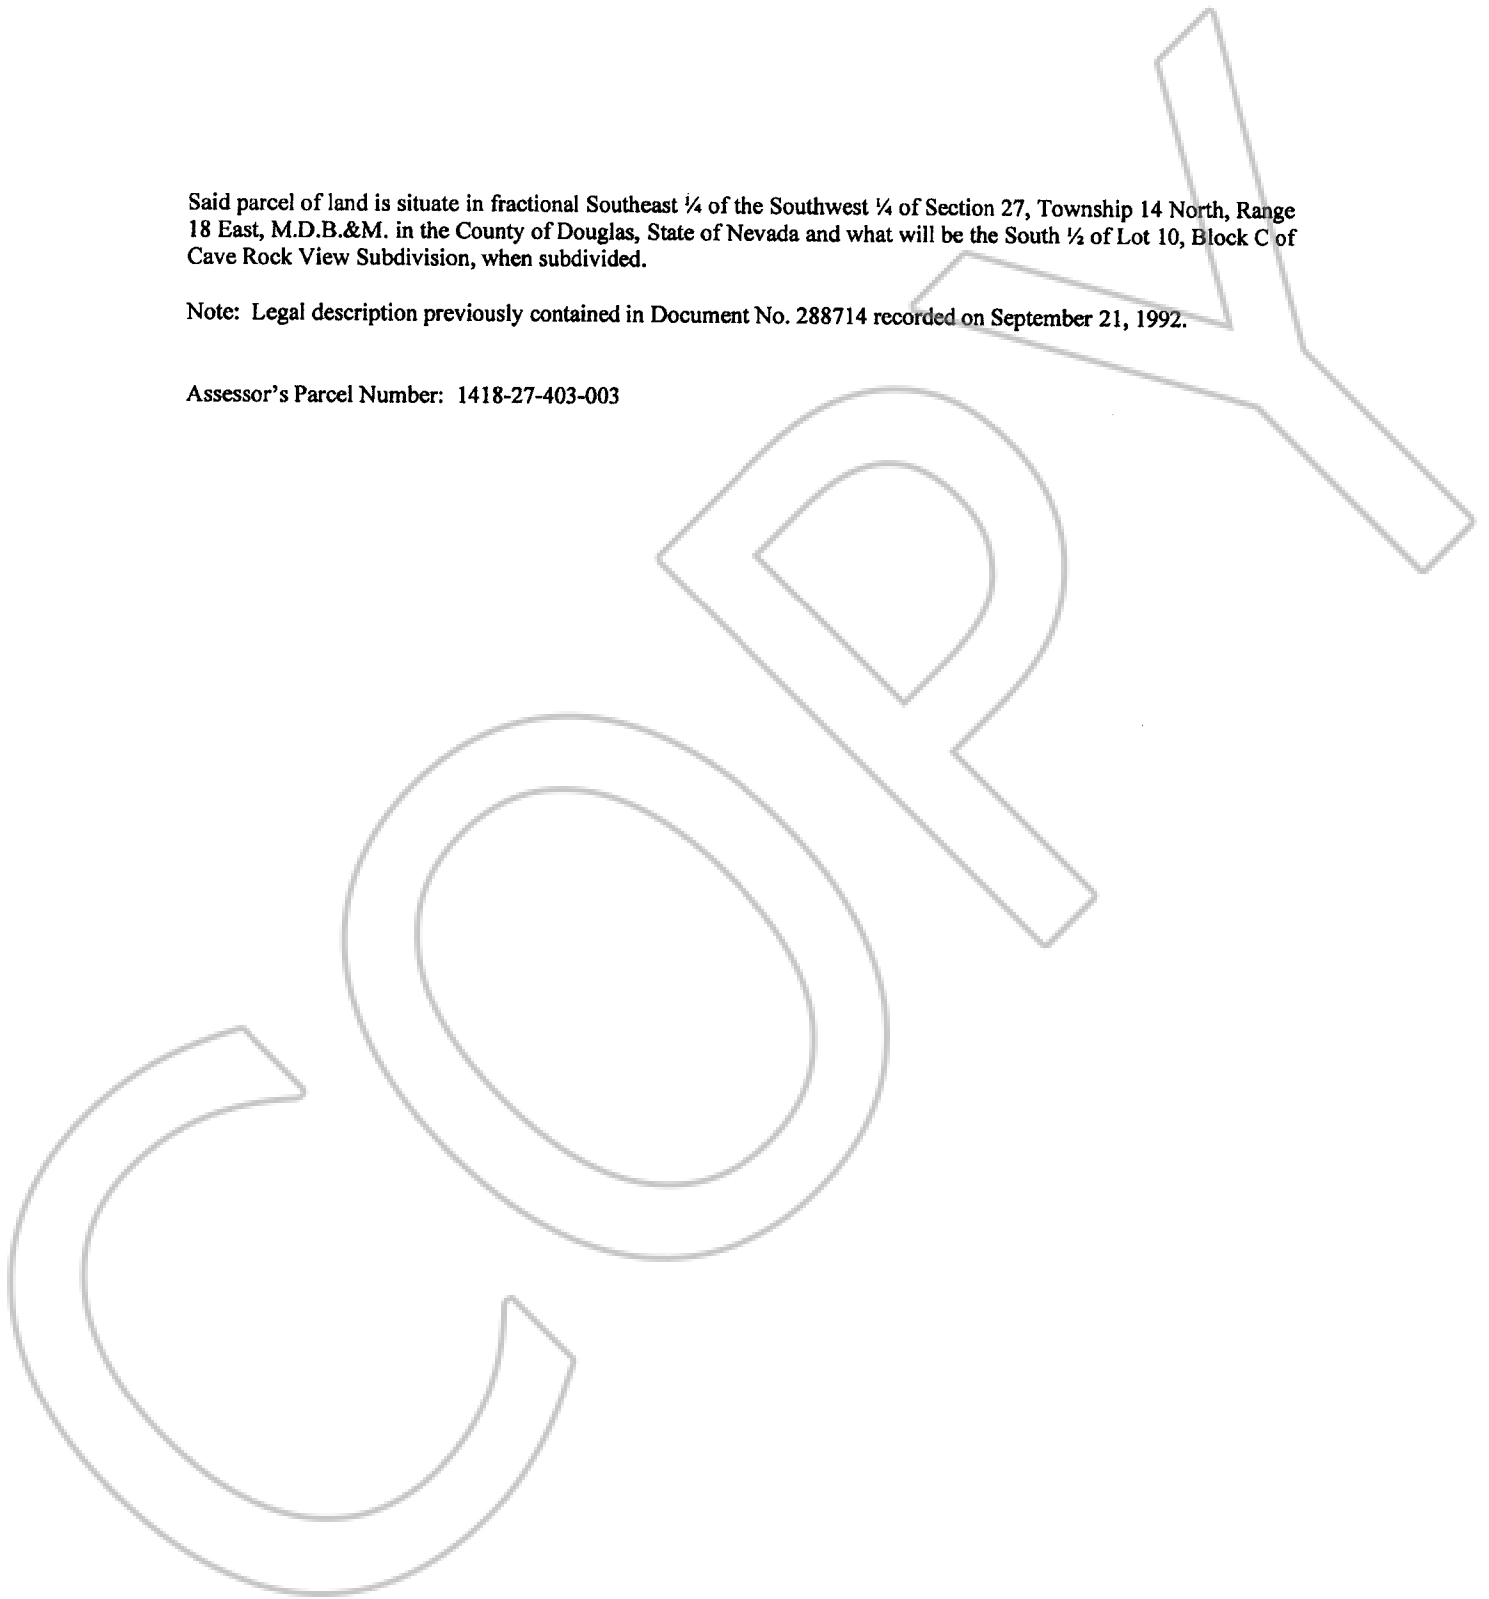 Said parcel of land is situate in fractional Southeast ¼ of the Southwest ¼ of Section 27, Township 14 North, Range
18 East, M.D.B.&M. in the County of Douglas, State of Nevada and what will be the South ½ of Lot 10, Block C of
Cave Rock View Subdivision, when subdivided.
Note: Legal description previously contained in Document No. 288714 recorded on September 21, 1992.
Assessor's Parcel Number: 1418-27-403-003
COPY